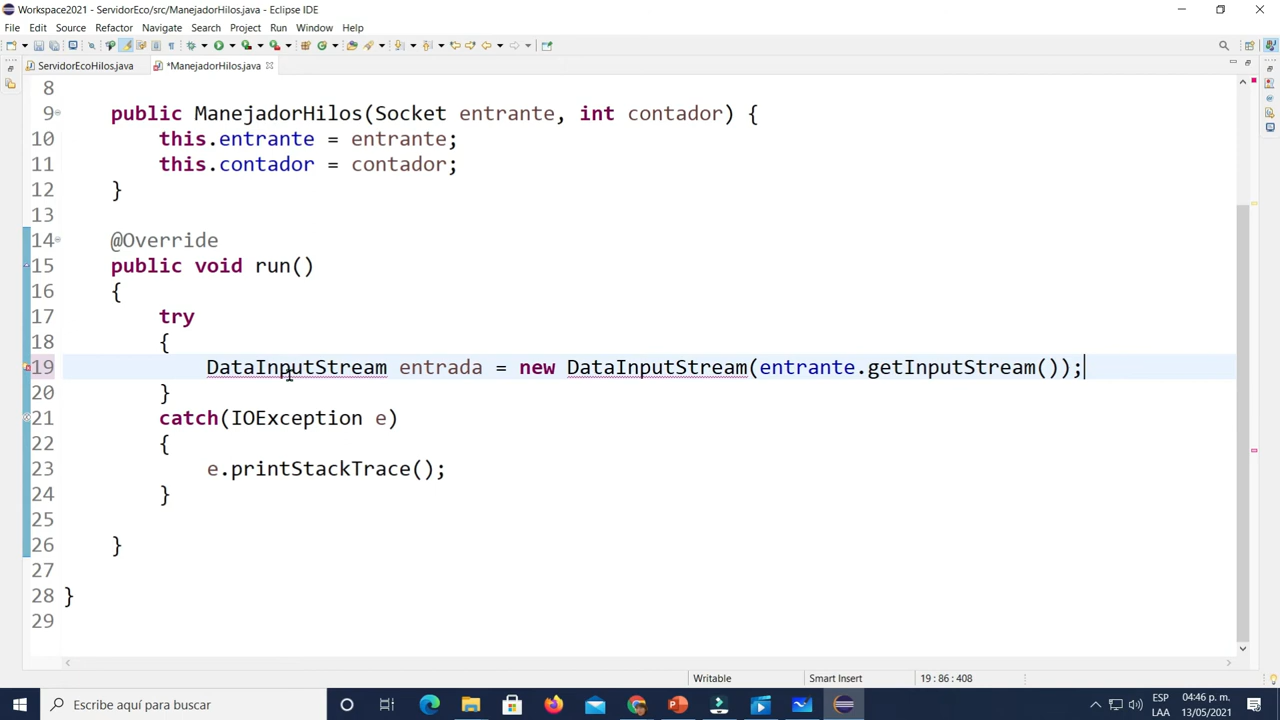 Workspace2021 - ServidorEco/src/ManejadorHilos.java - Eclipse IDE
File Edit Source Refactor Navigate Search Project Run Window Help
ServidorEcoHilos.java *ManejadorHilos.java
8
9 public ManejadorHilos(Socket entrante, int contador) {
10 this.entrante = entrante;
11 this.contador = contador;
12 }
13
14 @Override
15 public void run()
16 {
17 try
18 {
19 DataInputStream entrada = new DataInputStream(entrante.getInputStream());
20 }
21 catch(IOException e)
22 {
23 e.printStackTrace();
24 }
25
26 }
27
28 }
29
Writable Smart Insert 19 : 86 : 408
Escribe aquí para buscar
ESP
LAA
04:46 p. m.
13/05/2021